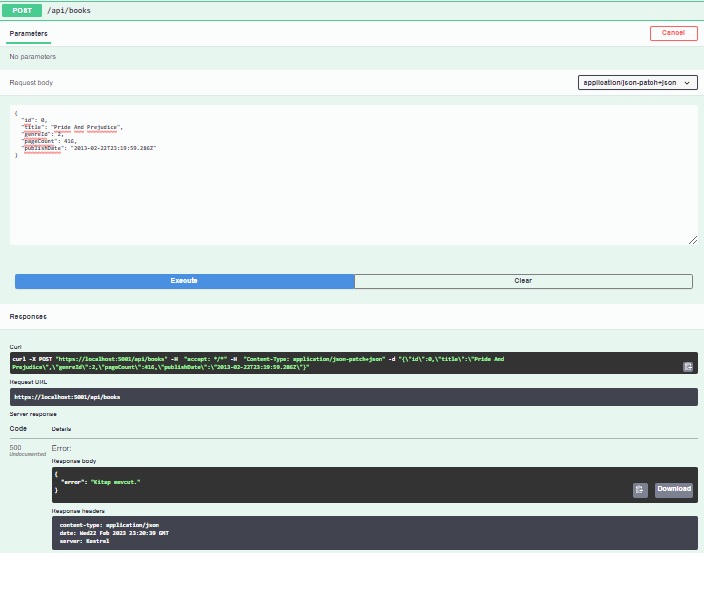 POST /api/books
Parameters Cancel
No parameters
Request body application/json-patch+json
{
"id": 0,
"title": "Pride And Prejudice",
"genreId": 2,
"pageCount": 416,
"publishDate": "2013-02-22T23:19:59.286Z"
}
Execute Clear
Responses
Curl
curl -X POST "https://localhost:5001/api/books" -H "accept: */*" -H "Content-Type: application/json-patch+json" -d "{\"id\":0,\"title\":\"Pride And
Prejudice\",\"genreId\":2,\"pageCount\":416,\"publishDate\":\"2013-02-22T23:19:59.286Z\"}"
Request URL
https://localhost:5001/api/books
Server response
Code Details
500 Error:
Undocumented
Response body
{
"error": "Kitap mevcut."
}
Download
Response headers
content-type: application/json
date: Wed22 Feb 2023 23:20:39 GMT
server: Kestrel